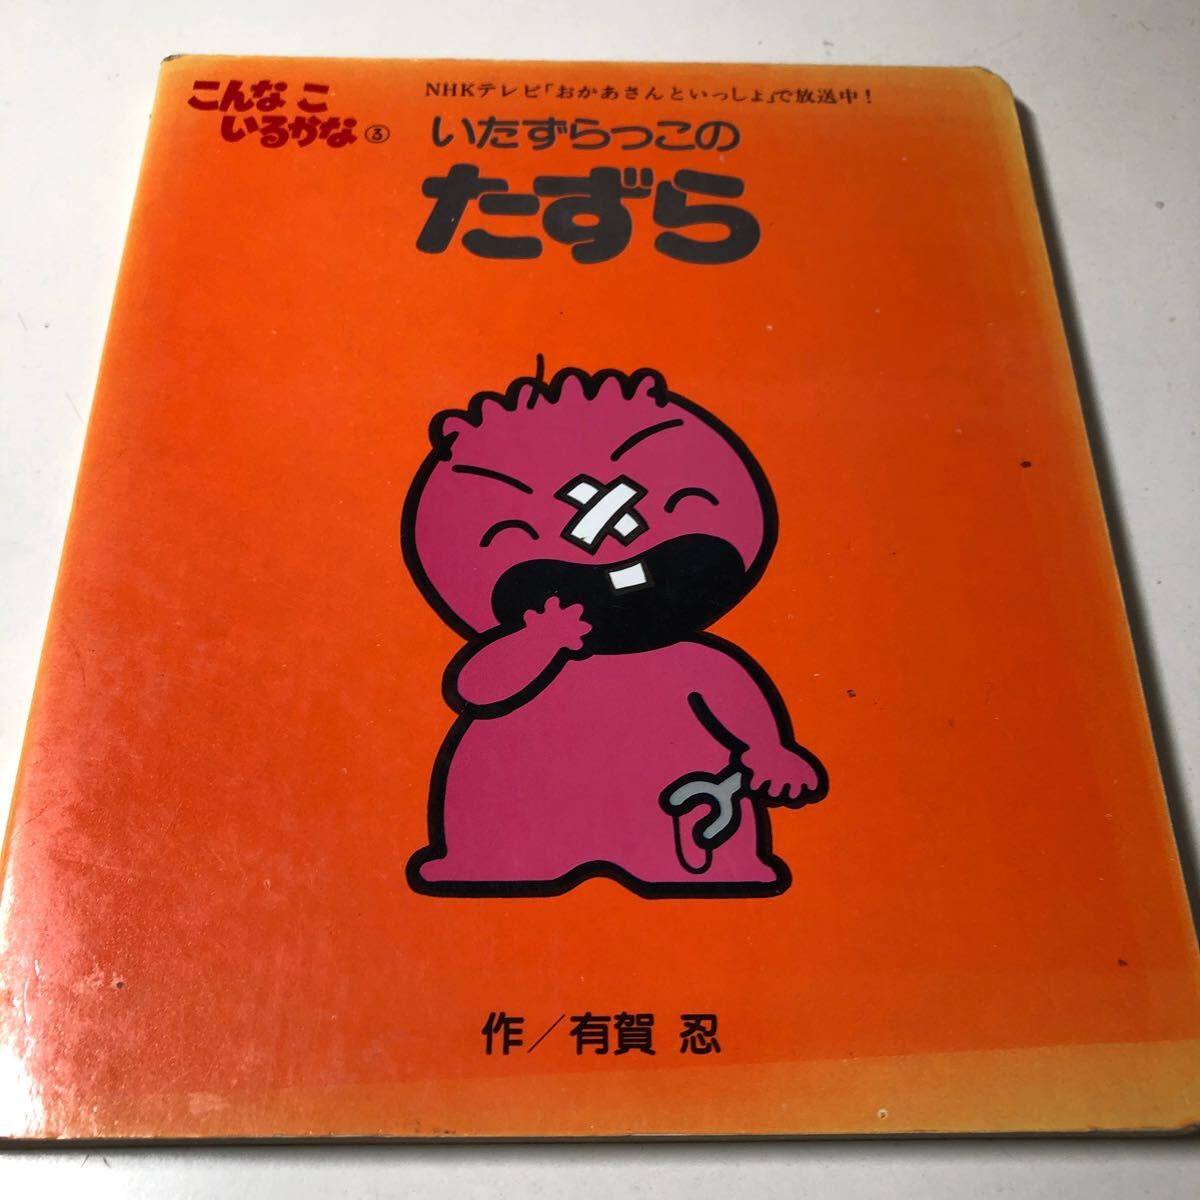 こんな こ
いるかな③
NHKテレビ「おかあさんといっしょ」で放送中！
いたずらっこの
たずら
作／有賀 忍